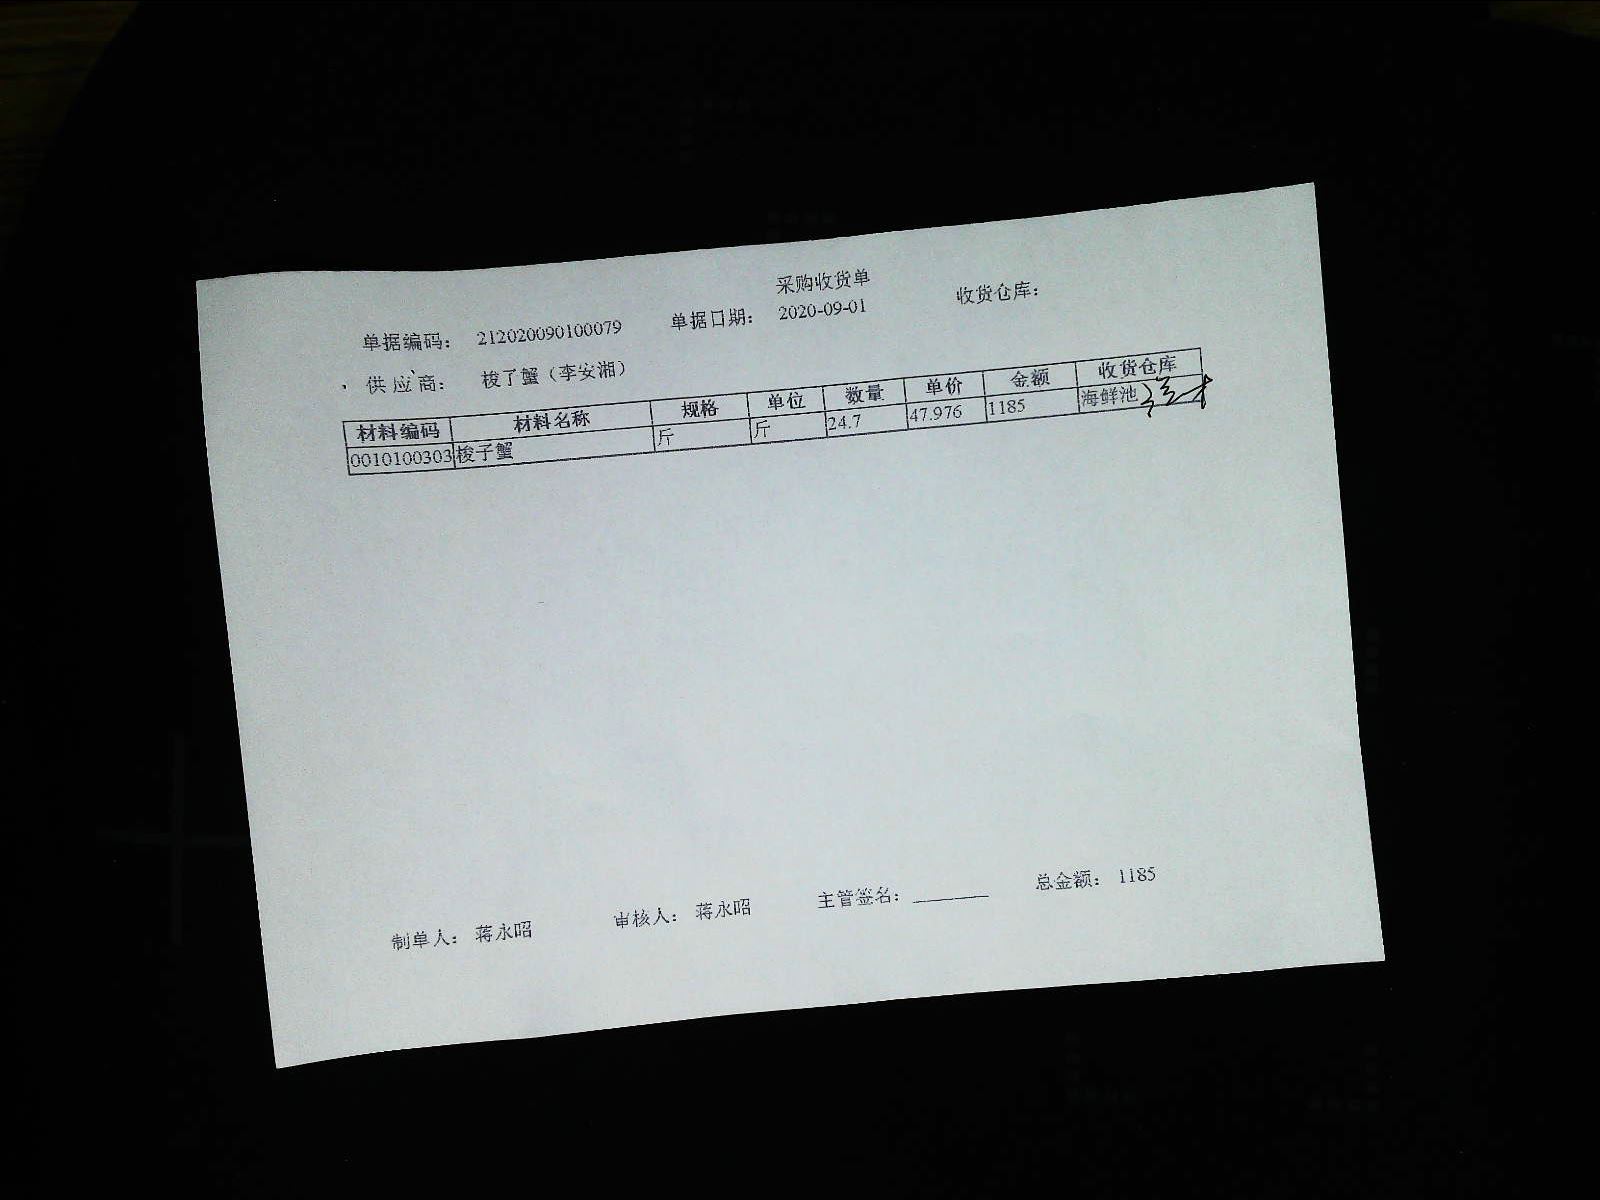 采购收货单
单据编码： 212020090100079 单据日期： 2020-09-01 收货仓库：
供应商： 梭子蟹（李安湘）
材料编码 材料名称 规格 单位 数量 单价 金额 收货仓库
0010100303 梭子蟹 斤 斤 24.7 47.976 1185 海鲜池
制单人： 蒋永昭 审核人： 蒋永昭 主管签名： 总金额： 1185